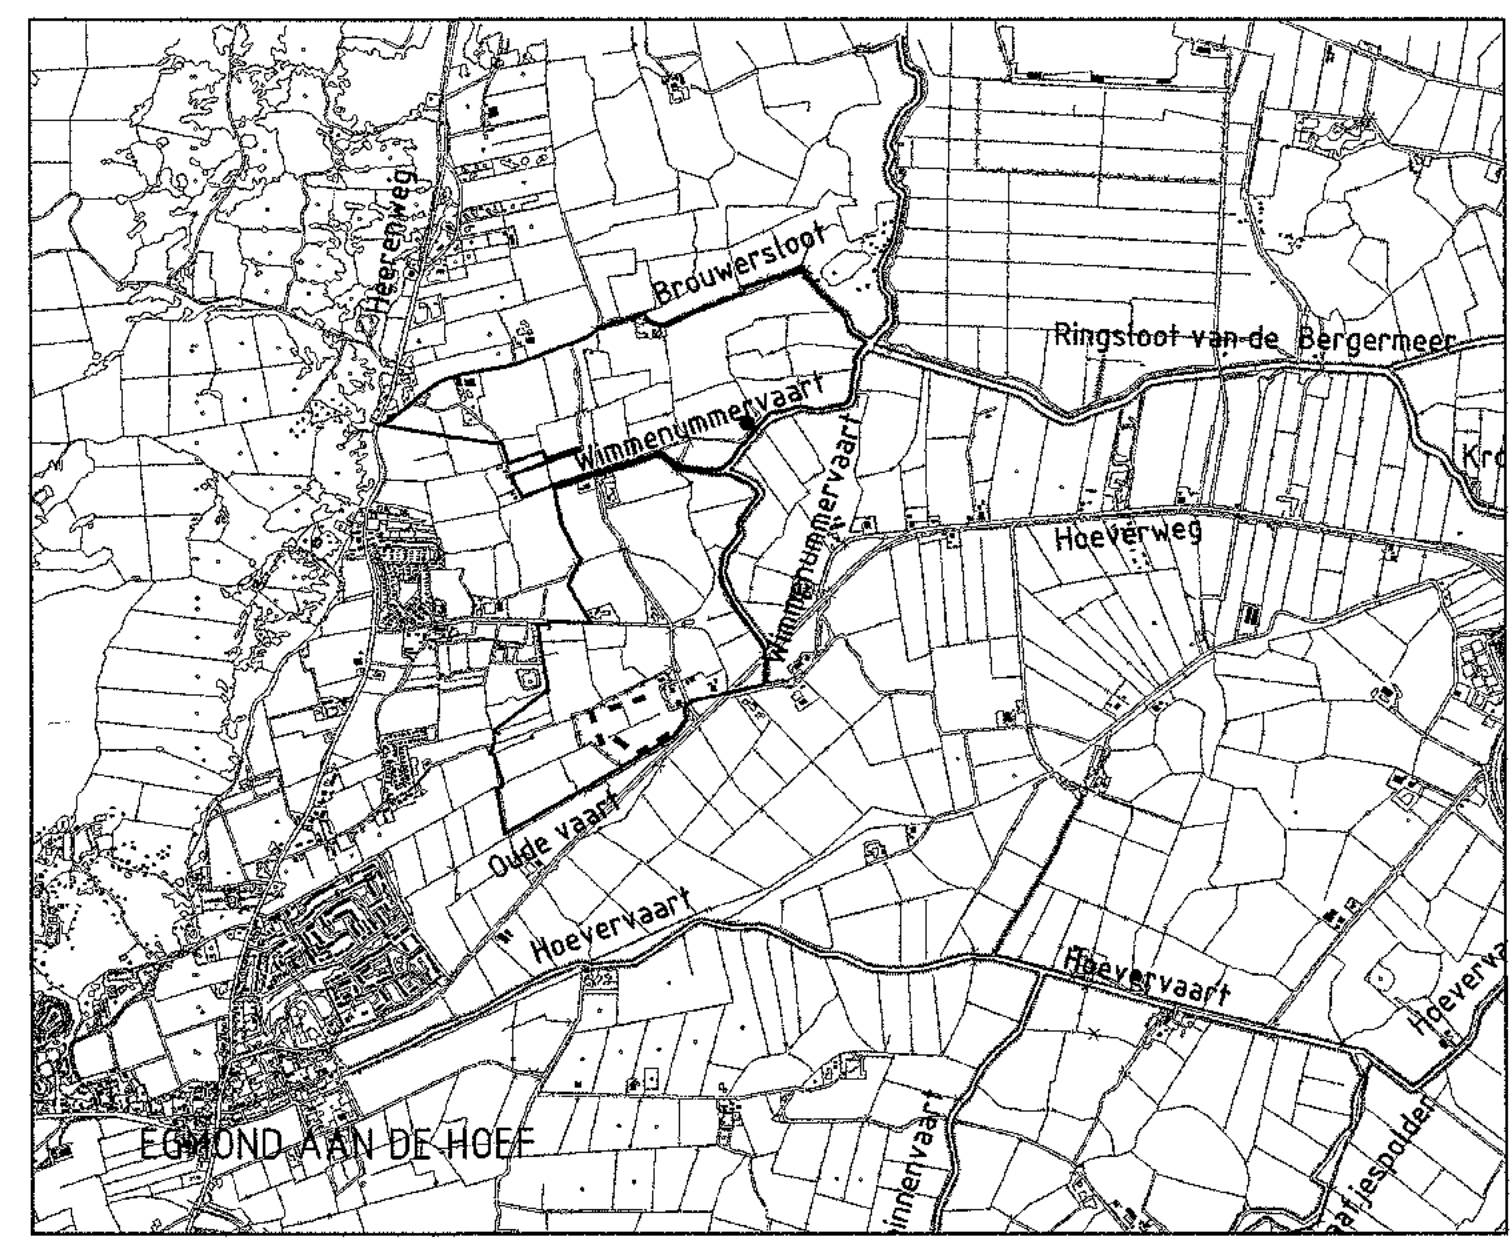 Heerenweg
Brouwersloot
Ringsloot van de Bergermeer
Wimmenummervaart
Wimmenummervaart
Hoeverweg
Oude vaart
Hoevervaart
Hoevervaart
EGMOND AAN DE HOEF